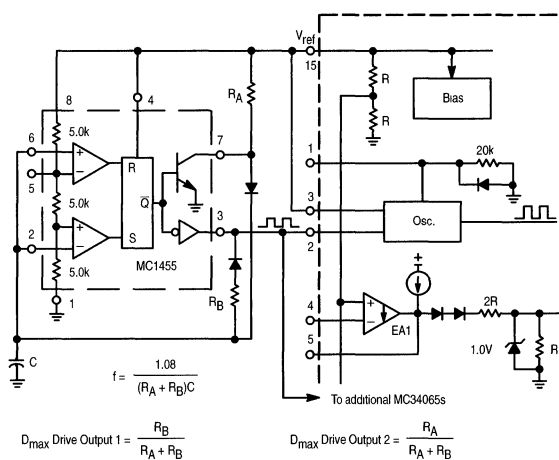 Vref
15
8
4
RA
R
Bias
R
6
5.0k
7
R
1
20k
5
5.0k
Q̅
3
Osc.
3
2
2
S
5.0k
MC1455
RB
4
EA1
2R
1
5
1.0V
R
C
f = 1.08
(RA + RB)C
To additional MC34065s
Dmax Drive Output 1 = RB
RA + RB
Dmax Drive Output 2 = RA
RA + RB